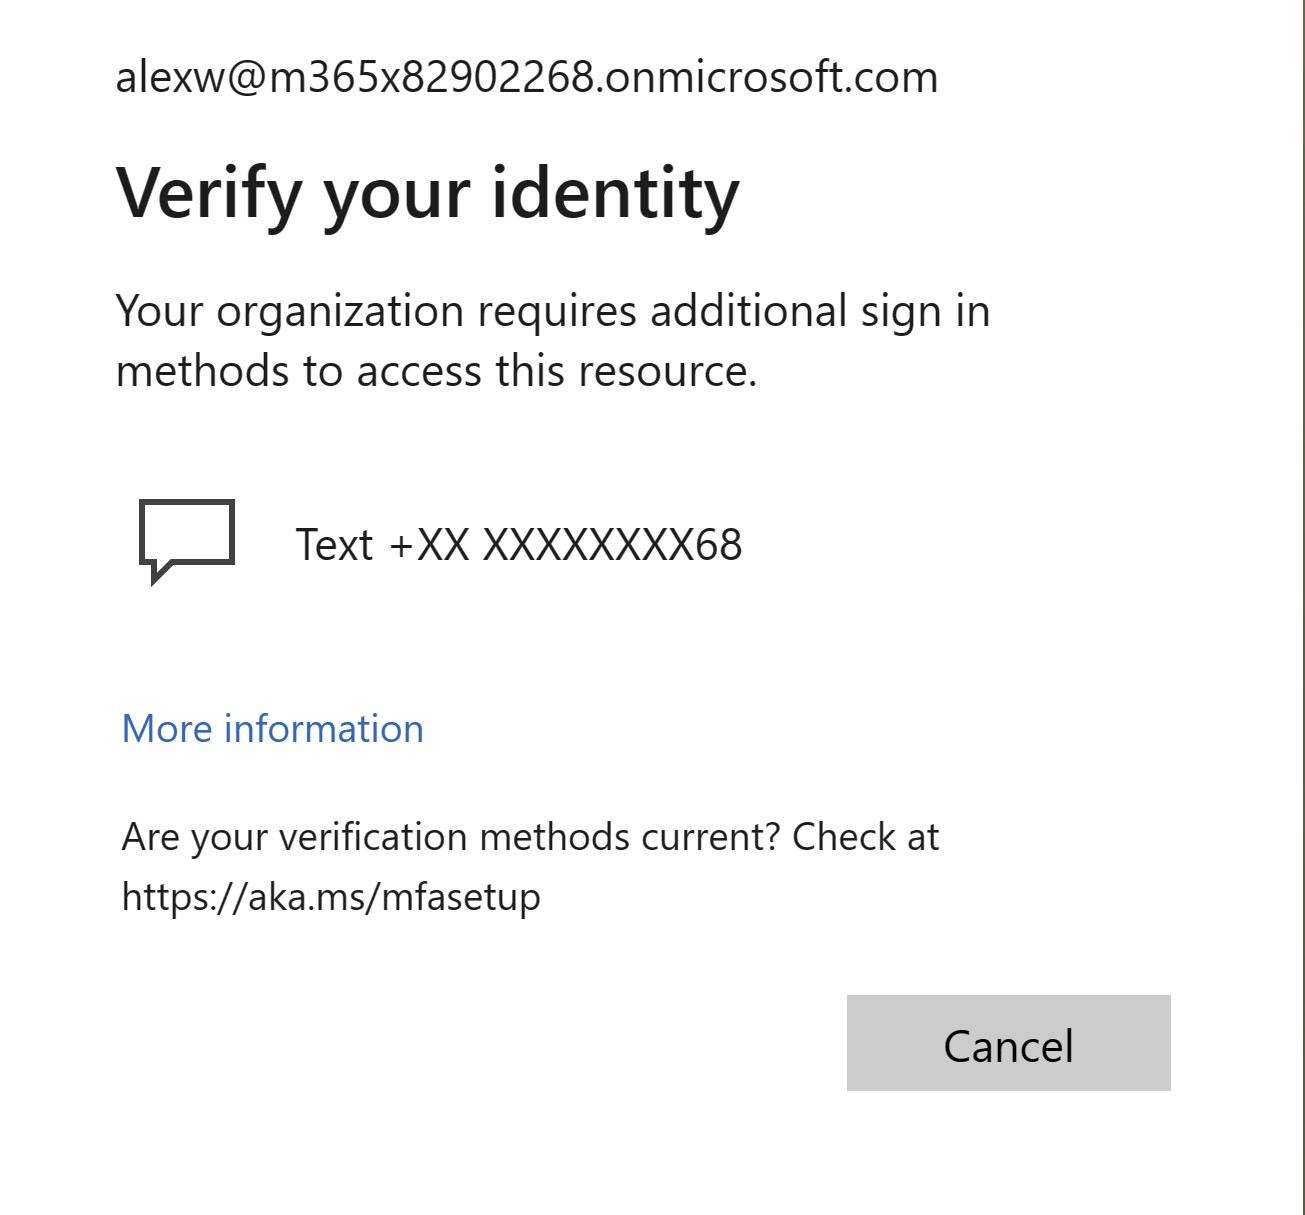 alexw@m365x82902268.onmicrosoft.com
Verify your identity
Your organization requires additional sign in
methods to access this resource.
Text +XX XXXXXXXX68
More information
Are your verification methods current? Check at
https://aka.ms/mfasetup
Cancel